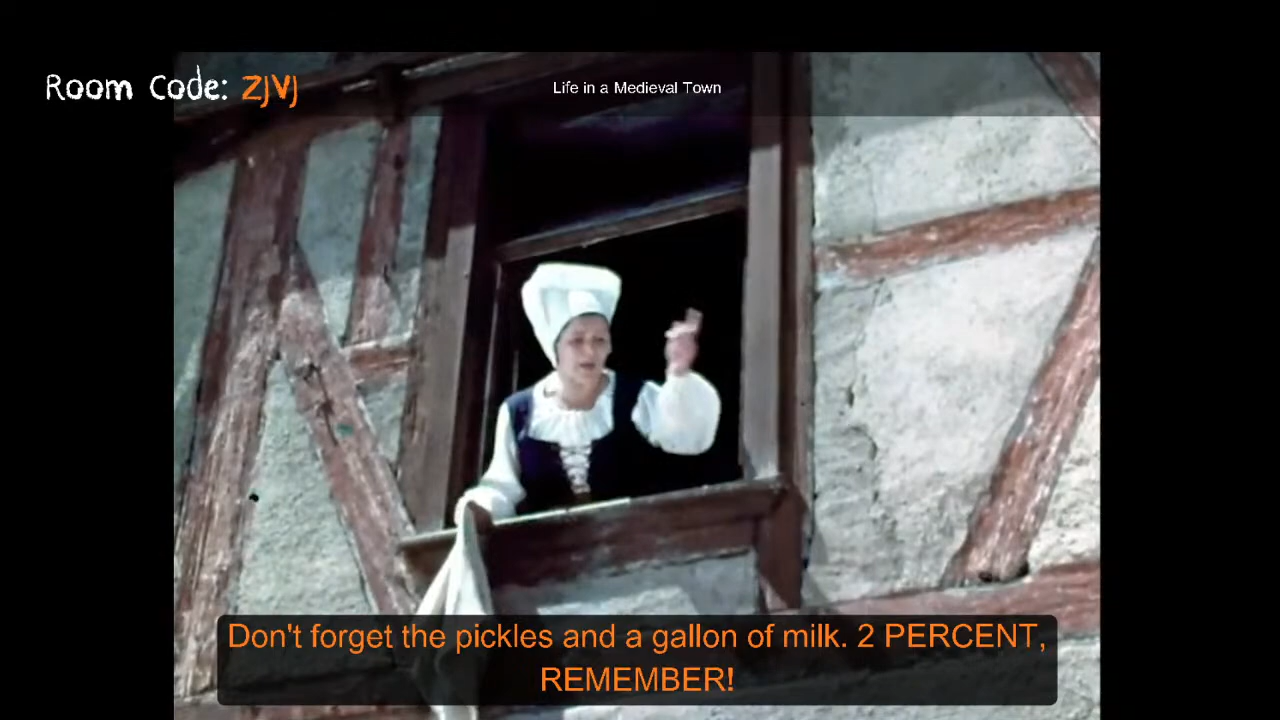 Room Code: ZJVJ
Life in a Medieval Town
Don't forget the pickles and a gallon of milk. 2 PERCENT,
REMEMBER!